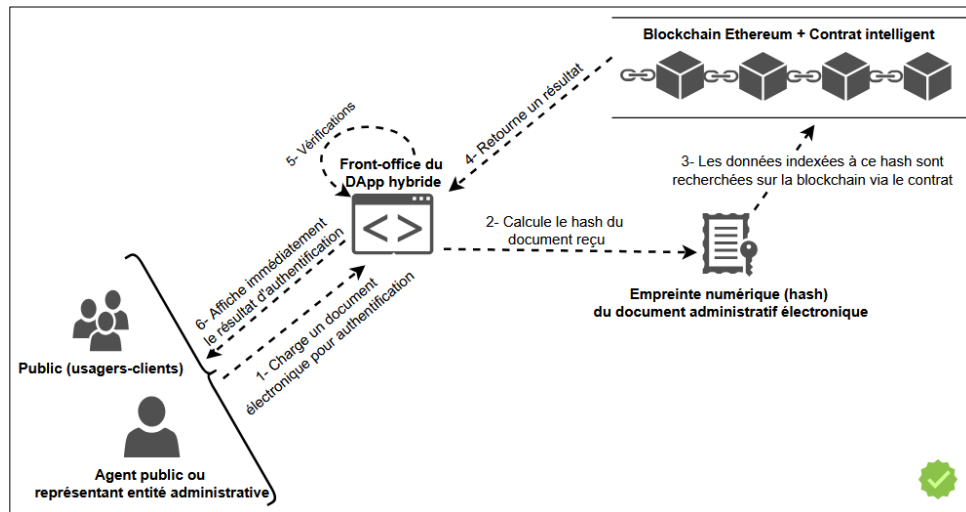 Blockchain Ethereum + Contrat intelligent
5- Vérifications
4- Retourne un résultat
Front-office du
DApp hybride
3- Les données indexées à ce hash sont
recherchées sur la blockchain via le contrat
2- Calcule le hash du
document reçu
6- Affiche immédiatement
le résultat d'authentification
1- Charge un document
électronique pour authentification
Empreinte numérique (hash)
du document administratif électronique
Public (usagers-clients)
Agent public ou
représentant entité administrative